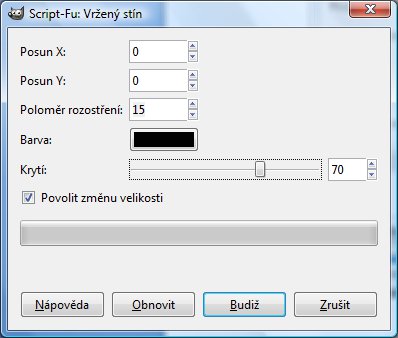 Script-Fu: Vržený stín
Posun X: 0
Posun Y: 0
Poloměr rozostření: 15
Barva:
Krytí: 70
Povolit změnu velikosti
Nápověda Obnovit Budiž Zrušit